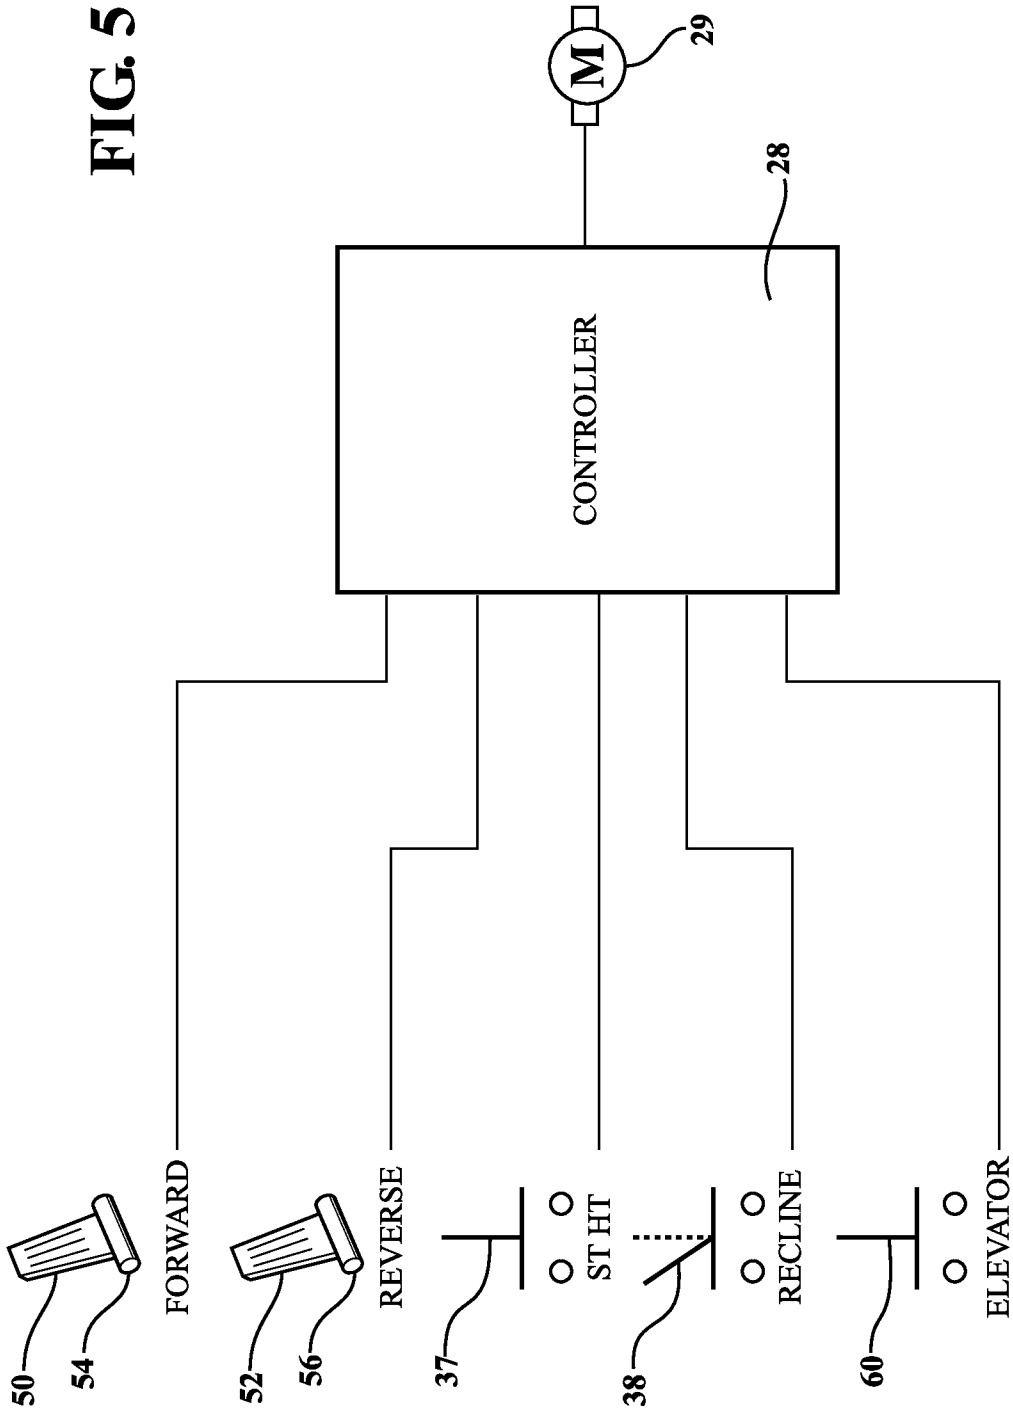 FIG. 5
50
54
FORWARD
52
56
REVERSE
37
ST HT
38
RECLINE
60
ELEVATOR
CONTROLLER
28
M
29